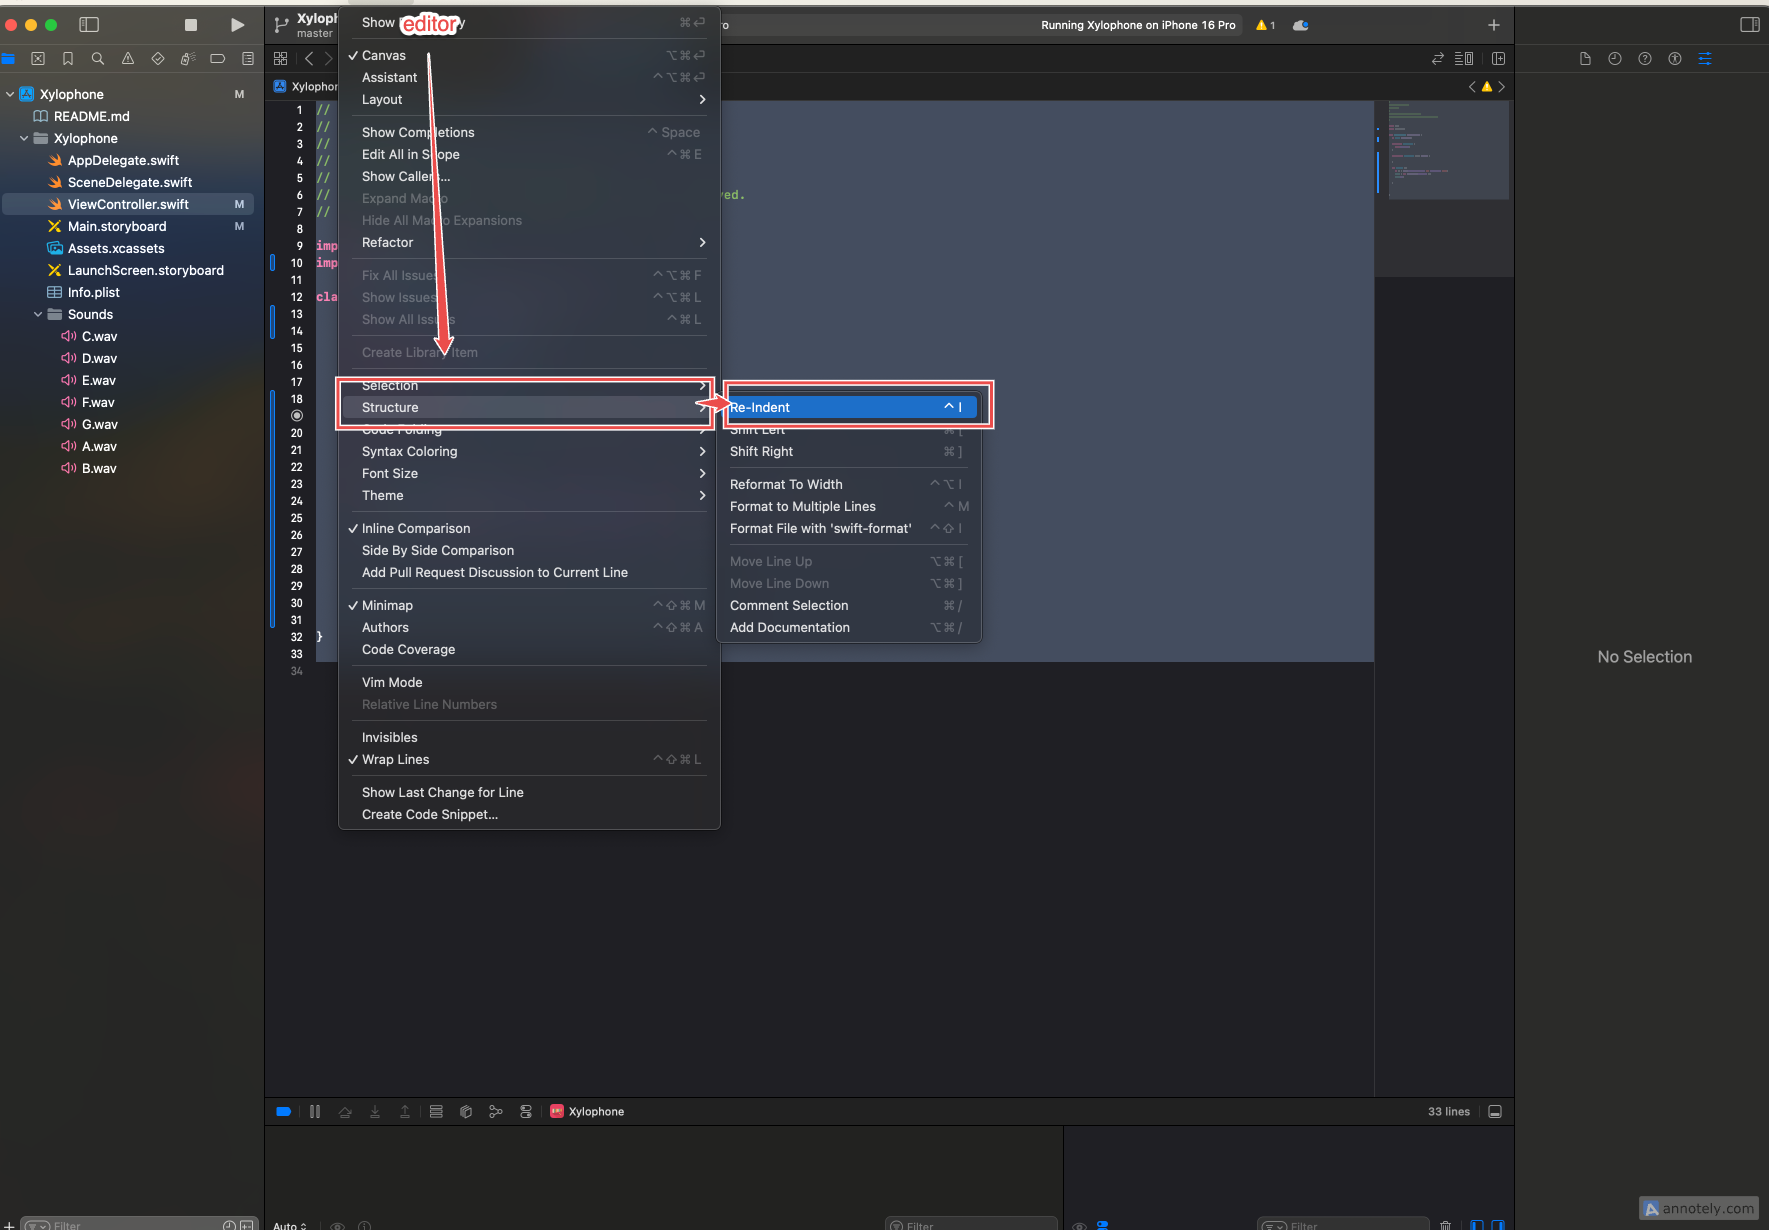 Xyloph
master
Running Xylophone on iPhone 16 Pro
1
Xylophone
M
README.md
Xylophone
AppDelegate.swift
SceneDelegate.swift
ViewController.swift
M
Main.storyboard
M
Assets.xcassets
LaunchScreen.storyboard
Info.plist
Sounds
C.wav
D.wav
E.wav
F.wav
G.wav
A.wav
B.wav
Filter
Xylophon
1 //
2 //
3 //
4 //
5 //
6 // ved.
7 //
8
9 imp
10 imp
11
12 cla
13
14
15
16
17
18
20
21
22
23
24
25
26
27
28
29
30
31
32 }
33
34
editor
Show
⌘↩
✓ Canvas ⌥⌘↩
Assistant ^⌥⌘↩
Layout >
Show Completions ^ Space
Edit All in Scope ^⌘E
Show Callers...
Expand Macro
Hide All Macro Expansions
Refactor >
Fix All Issues ^⌥⌘F
Show Issues ^⌥⌘L
Show All Issues ^⌘L
Create Library Item
Selection >
Structure
Code Folding
Syntax Coloring >
Font Size >
Theme >
✓ Inline Comparison
Side By Side Comparison
Add Pull Request Discussion to Current Line
✓ Minimap ^⇧⌘M
Authors ^⇧⌘A
Code Coverage
Vim Mode
Relative Line Numbers
Invisibles
✓ Wrap Lines ^⇧⌘L
Show Last Change for Line
Create Code Snippet...
Re-Indent ^ I
Shift Left ⌘[
Shift Right ⌘]
Reformat To Width ^⌥I
Format to Multiple Lines ^M
Format File with 'swift-format' ^⇧I
Move Line Up ⌥⌘[
Move Line Down ⌥⌘]
Comment Selection ⌘/
Add Documentation ⌥⌘/
No Selection
Xylophone
33 lines
Auto
Filter
Filter
annotely.com